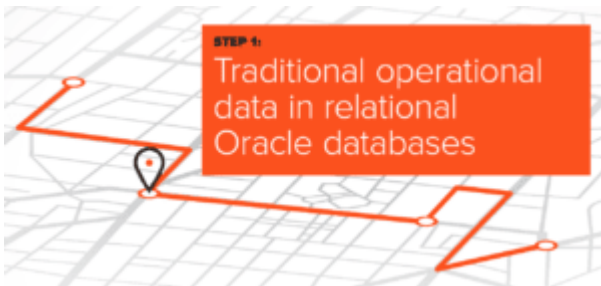 STEP 1:
Traditional operational
data in relational
Oracle databases